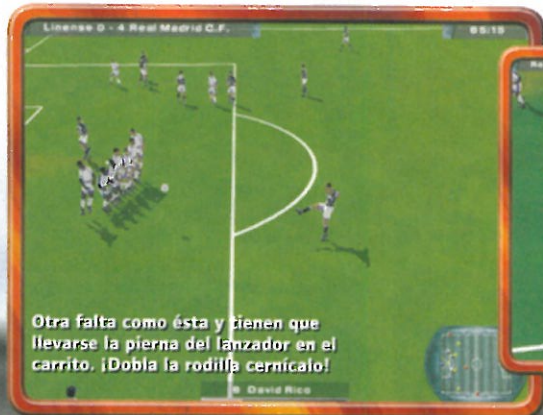 Linense 0 - 4 Real Madrid C.F.
65:15
Otra falta como ésta y tienen que
llevarse la pierna del lanzador en el
carrito. ¡Dobla la rodilla cernícalo!
David Rico